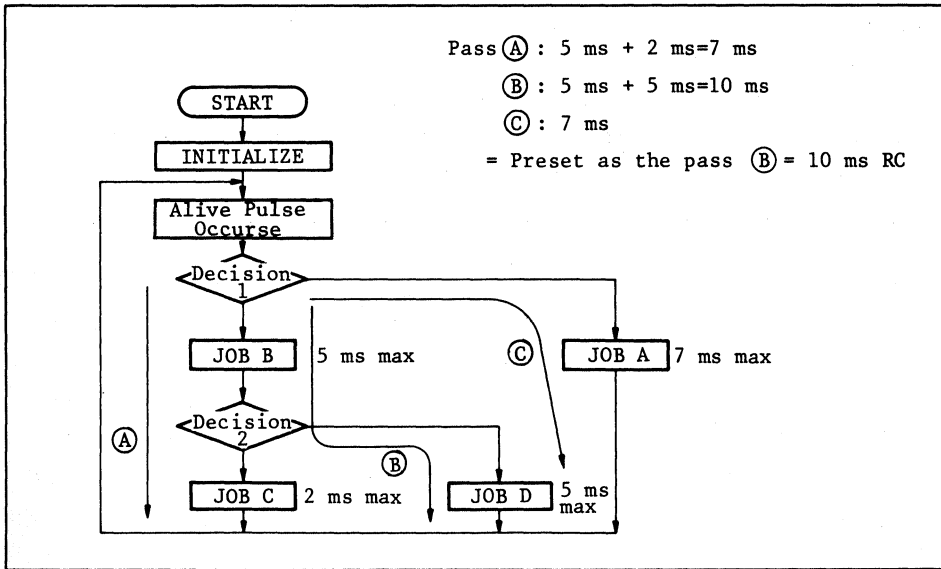 Pass Ⓐ: 5 ms + 2 ms=7 ms
Ⓑ: 5 ms + 5 ms=10 ms
Ⓒ: 7 ms
= Preset as the pass Ⓑ = 10 ms RC
START
INITIALIZE
Alive Pulse
Occurse
Decision
1
JOB B
5 ms max
Ⓒ
JOB A
7 ms max
Decision
2
Ⓐ
Ⓑ
JOB C
2 ms max
JOB D
5 ms
max